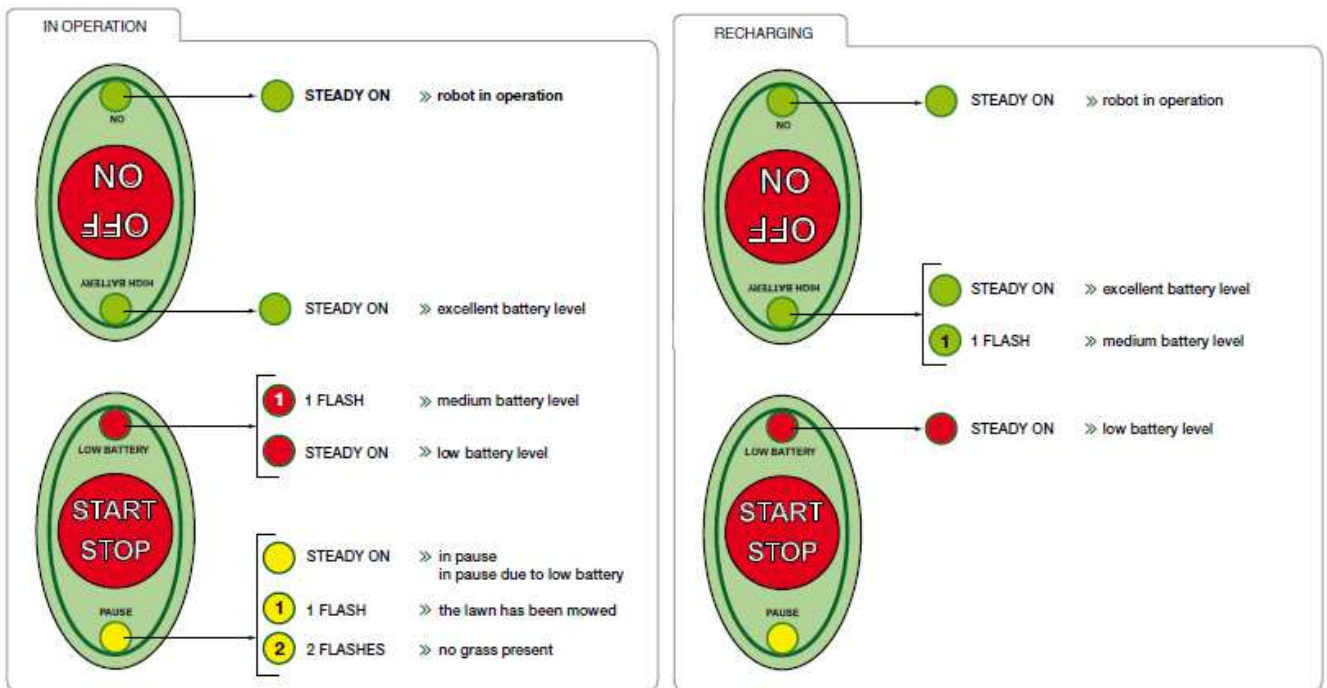 IN OPERATION
STEADY ON » robot in operation
ON
ON
OFF
HIGH BATTERY
STEADY ON » excellent battery level
1 1 FLASH » medium battery level
LOW BATTERY
STEADY ON » low battery level
START
STOP
STEADY ON » in pause
in pause due to low battery
PAUSE
1 1 FLASH » the lawn has been mowed
2 2 FLASHES » no grass present
RECHARGING
STEADY ON » robot in operation
ON
ON
OFF
HIGH BATTERY
STEADY ON » excellent battery level
1 1 FLASH » medium battery level
STEADY ON » low battery level
LOW BATTERY
START
STOP
PAUSE